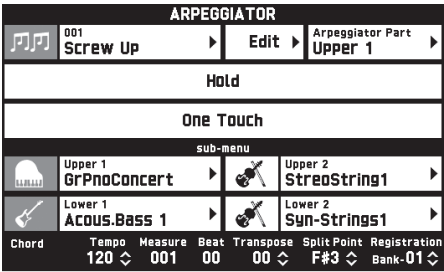 ARPEGGIATOR
001
Screw Up
Edit
Arpeggiator Part
Upper 1
Hold
One Touch
sub-menu
Upper 1
GrPnoConcert
Upper 2
StreoString1
Lower 1
Acous.Bass 1
Lower 2
Syn-Strings1
Chord Tempo Measure Beat Transpose Split Point Registration
120 001 00 00 F#3 Bank-01